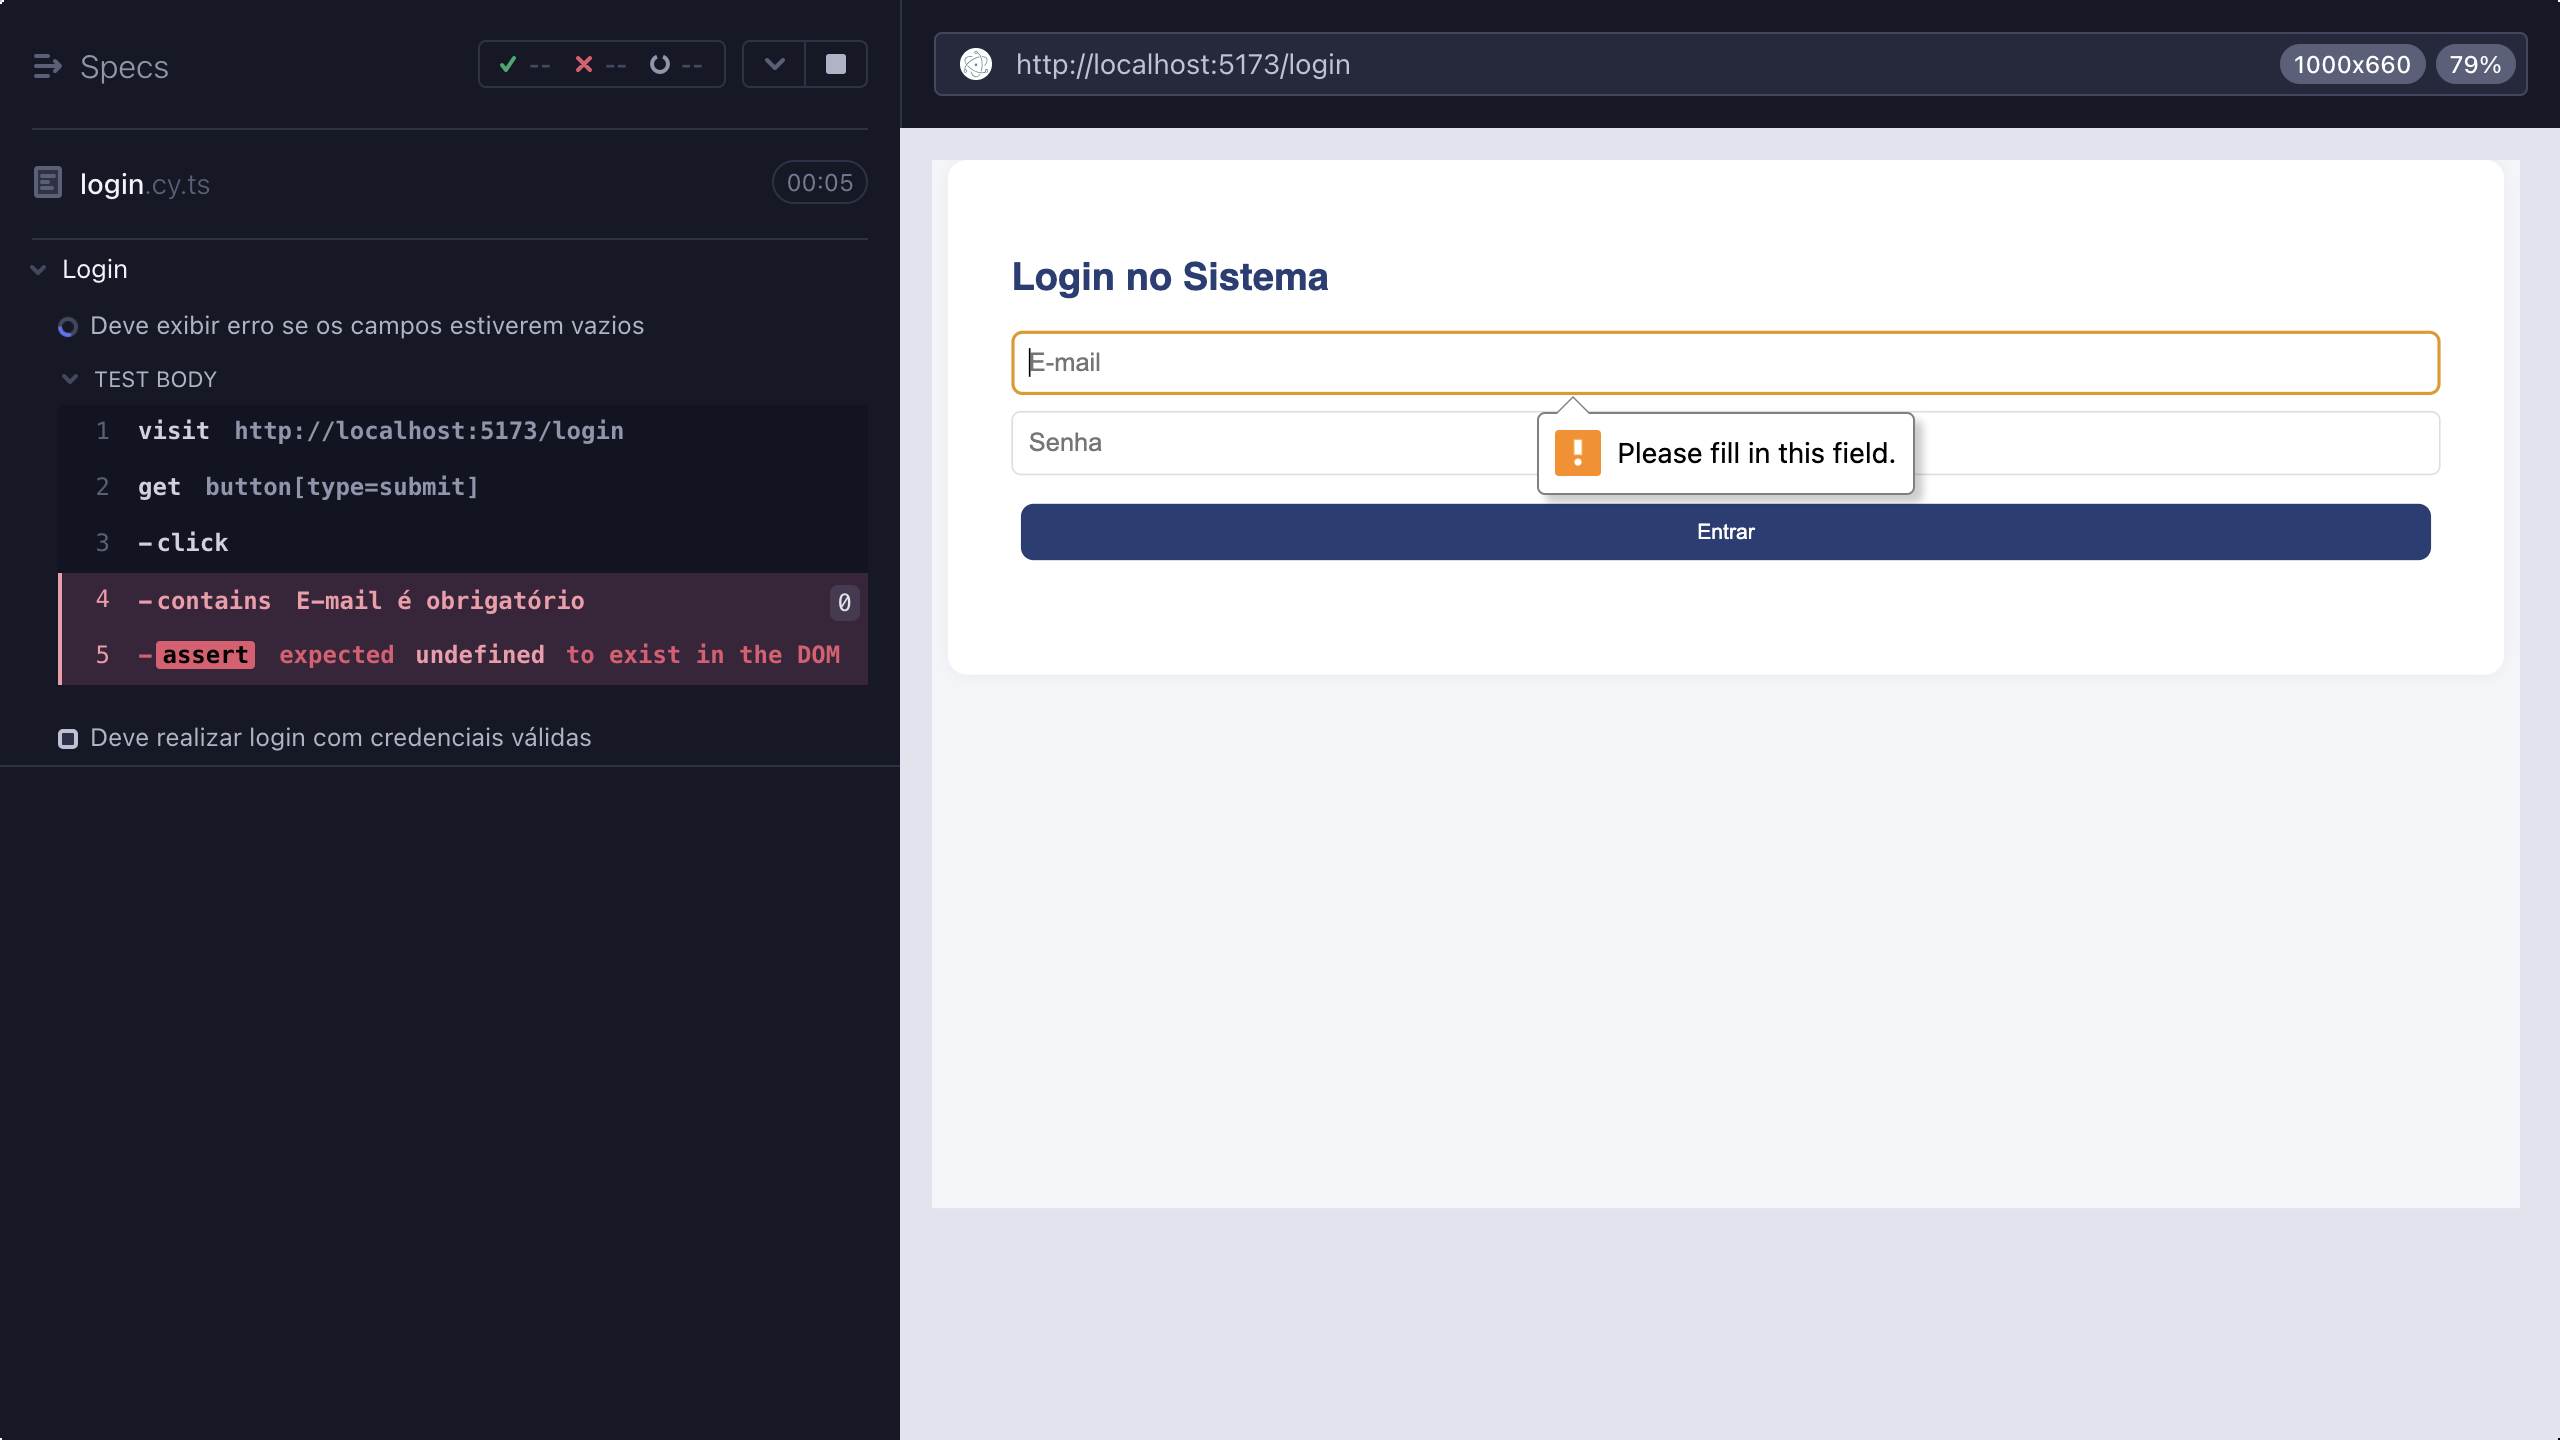 Specs
-- -- --
login.cy.ts
00:05
Login
Deve exibir erro se os campos estiverem vazios
TEST BODY
1 visit http://localhost:5173/login
2 get button[type=submit]
3 -click
4 -contains E-mail é obrigatório 0
5 -assert expected undefined to exist in the DOM
Deve realizar login com credenciais válidas
http://localhost:5173/login
1000x660
79%
Login no Sistema
E-mail
Senha
Please fill in this field.
Entrar